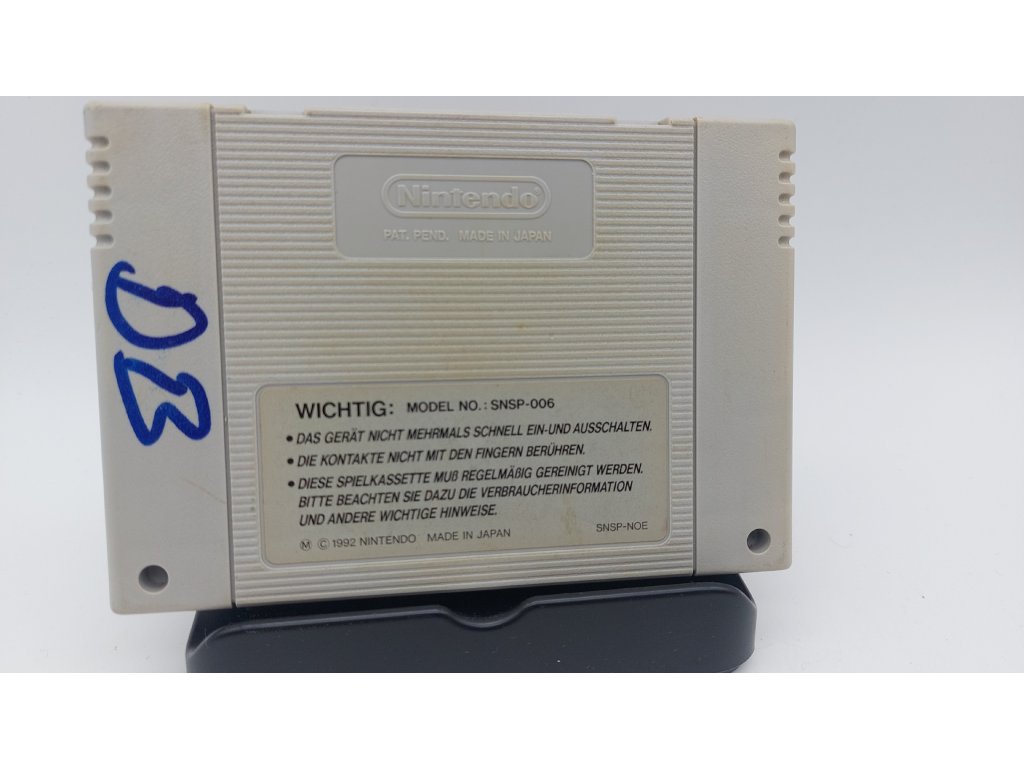 Nintendo®
PAT. PEND. MADE IN JAPAN
DB
WICHTIG: MODEL NO.: SNSP-006
• DAS GERÄT NICHT MEHRMALS SCHNELL EIN-UND AUSSCHALTEN.
• DIE KONTAKTE NICHT MIT DEN FINGERN BERÜHREN.
• DIESE SPIELKASSETTE MUß REGELMÄßIG GEREINIGT WERDEN.
BITTE BEACHTEN SIE DAZU DIE VERBRAUCHERINFORMATION
UND ANDERE WICHTIGE HINWEISE.
Ⓜ © 1992 NINTENDO MADE IN JAPAN SNSP-NOE